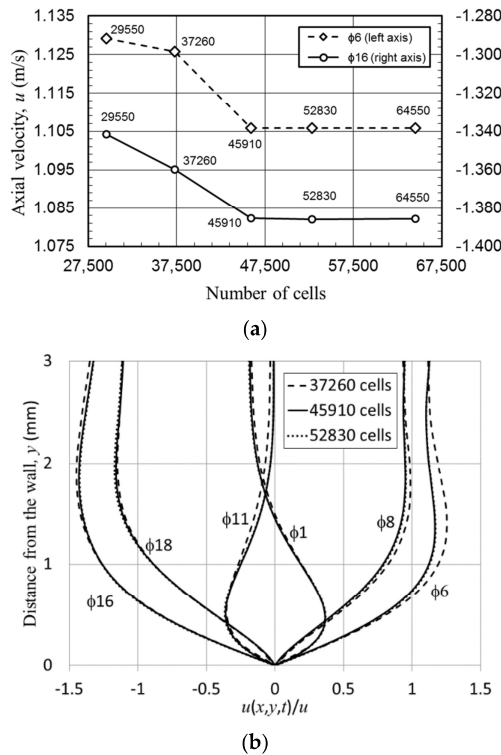 1.135
1.125
1.115
1.105
1.095
1.085
1.075
Axial velocity, u (m/s)
-1.280
-1.300
-1.320
-1.340
-1.360
-1.380
-1.400
29550
37260
45910
52830
64550
ϕ6 (left axis)
ϕ16 (right axis)
29550
37260
45910
52830
64550
27,500
37,500
47,500
57,500
67,500
Number of cells
(a)
3
2
1
0
Distance from the wall, y (mm)
37260 cells
45910 cells
52830 cells
ϕ11
ϕ1
ϕ8
ϕ18
ϕ16
ϕ6
-1.5
-1
-0.5
0
0.5
1
1.5
u(x,y,t)/u
(b)